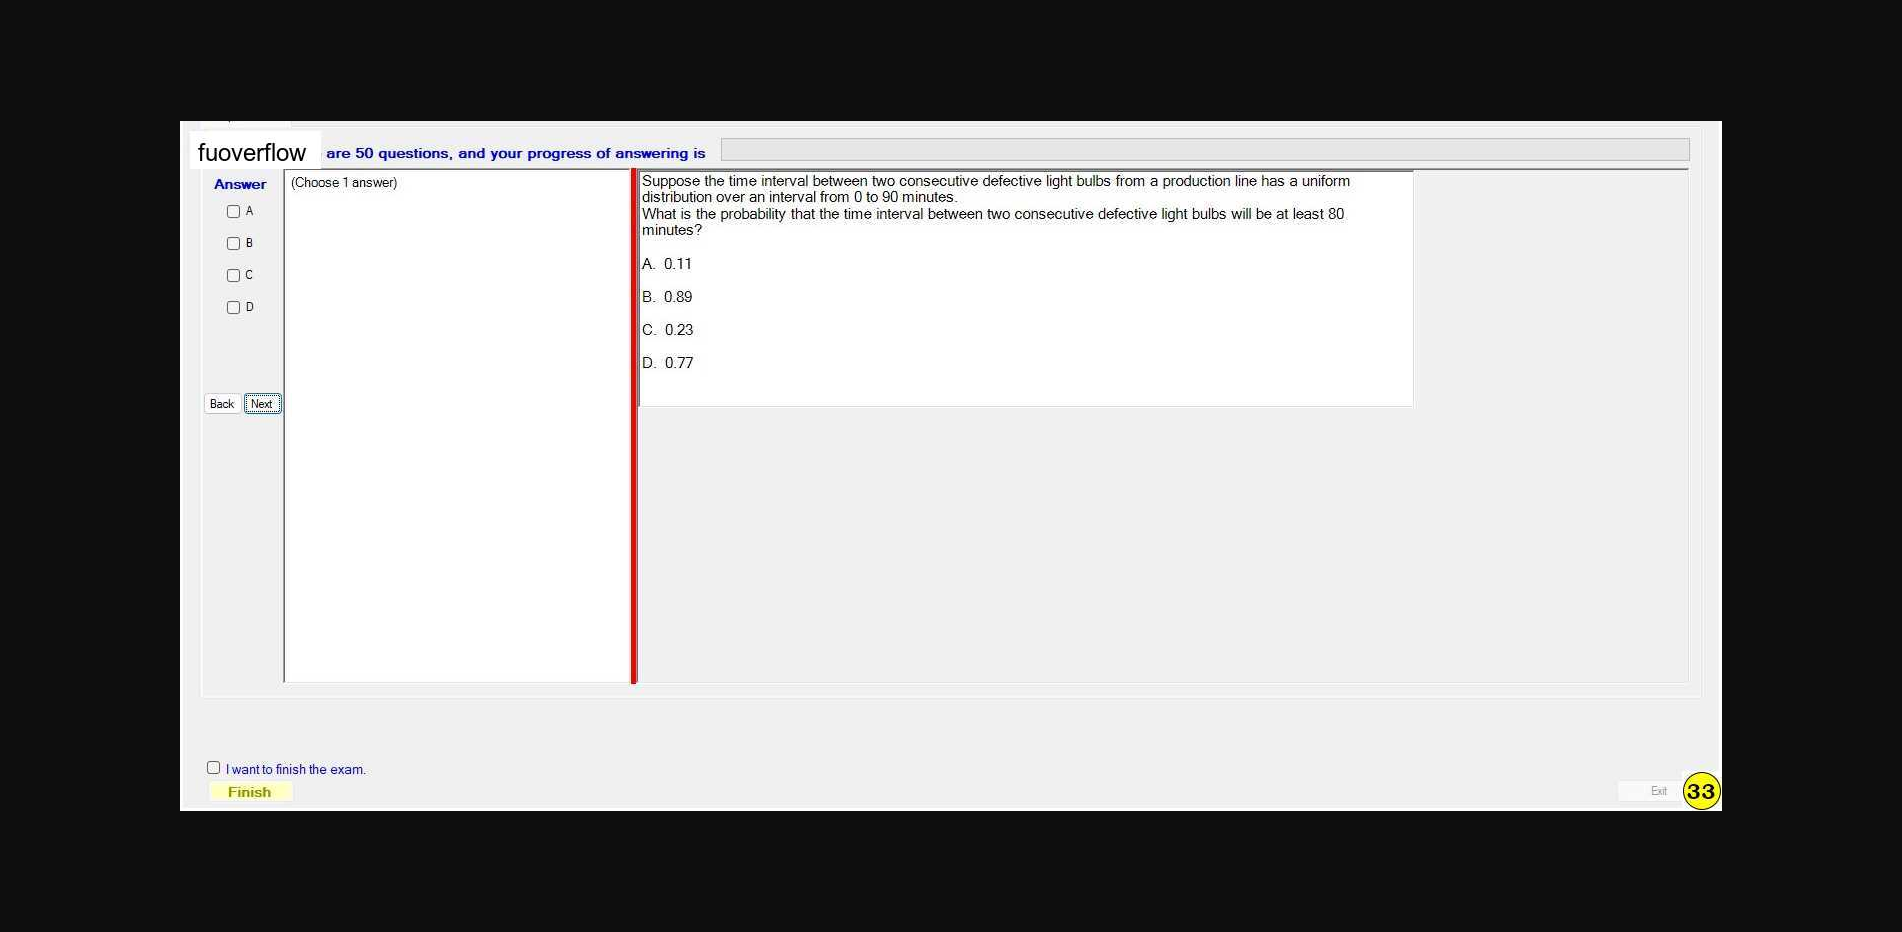 fuoverflow are 50 questions, and your progress of answering is
Answer
A
B
C
D
Back Next
(Choose 1 answer)
Suppose the time interval between two consecutive defective light bulbs from a production line has a uniform
distribution over an interval from 0 to 90 minutes.
What is the probability that the time interval between two consecutive defective light bulbs will be at least 80
minutes?
A. 0.11
B. 0.89
C. 0.23
D. 0.77
I want to finish the exam.
Finish
Exit
33